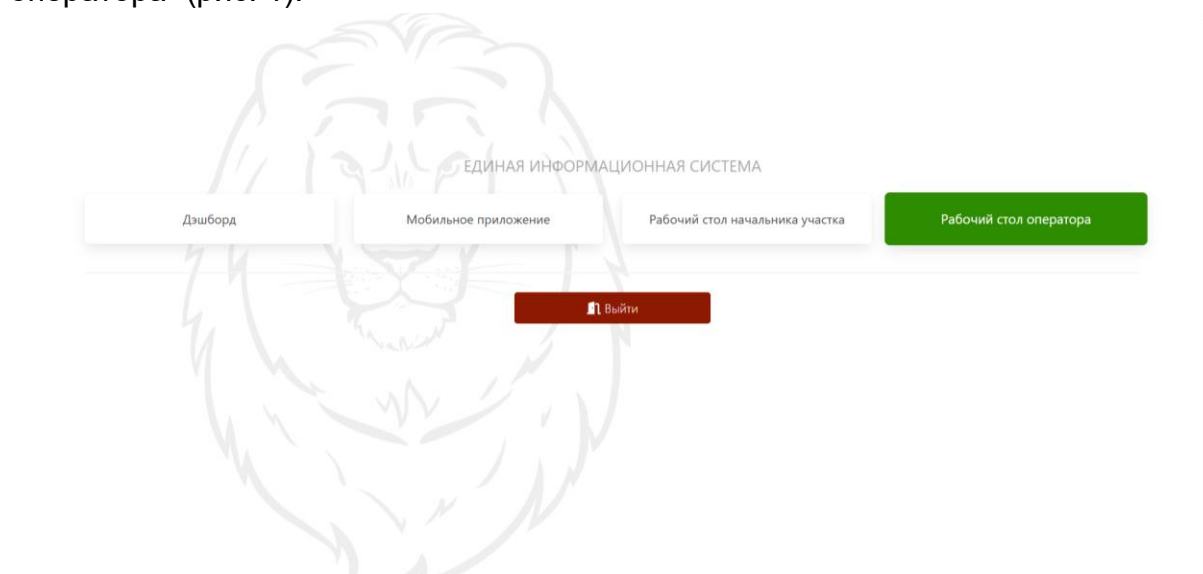 ЕДИНАЯ ИНФОРМАЦИОННАЯ СИСТЕМА
Дэшборд
Мобильное приложение
Рабочий стол начальника участка
Рабочий стол оператора
Выйти